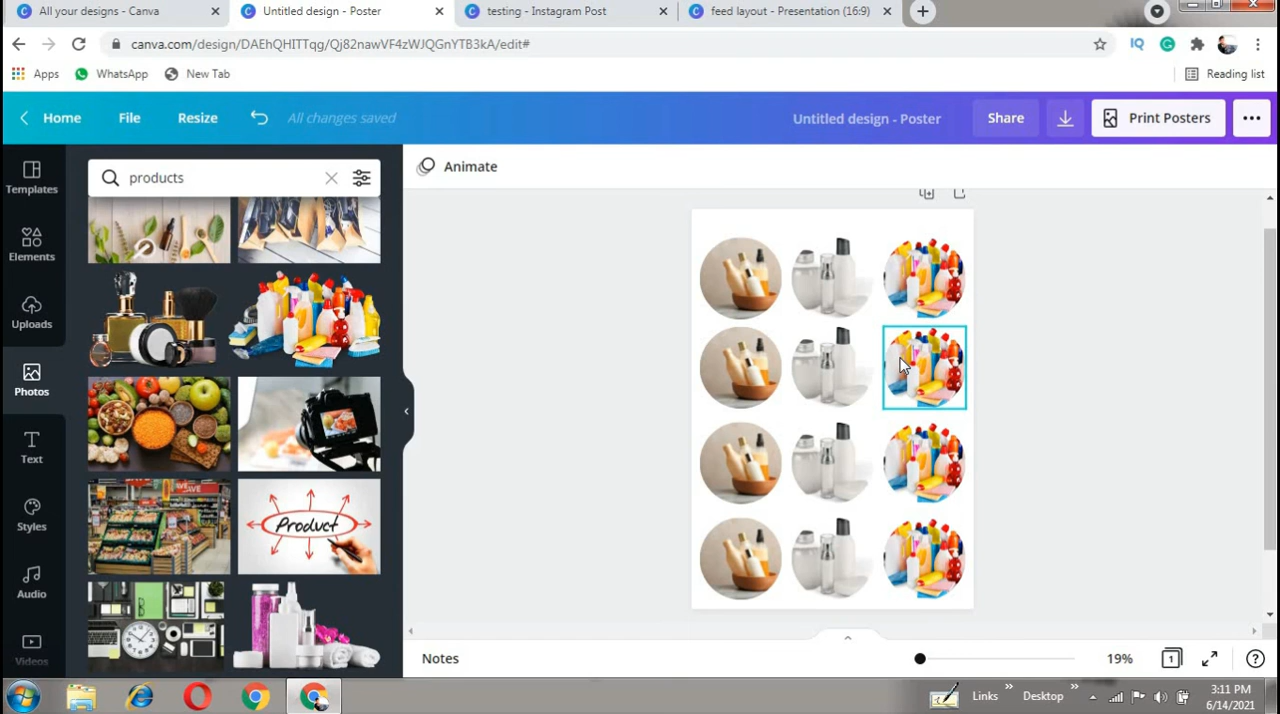 All your designs - Canva
Untitled design - Poster
testing - Instagram Post
feed layout - Presentation (16:9)
canva.com/design/DAEhQHITTqg/Qj82nawVF4zWJQGnYTB3kA/edit#
IQ
Apps
WhatsApp
New Tab
Reading list
Home
File
Resize
All changes saved
Untitled design - Poster
Share
Print Posters
Templates
products
Animate
Elements
Uploads
Photos
Text
Styles
SAVE
Product
Audio
Videos
Notes
19%
1
?
Links
»
Desktop
»
3:11 PM
6/14/2021